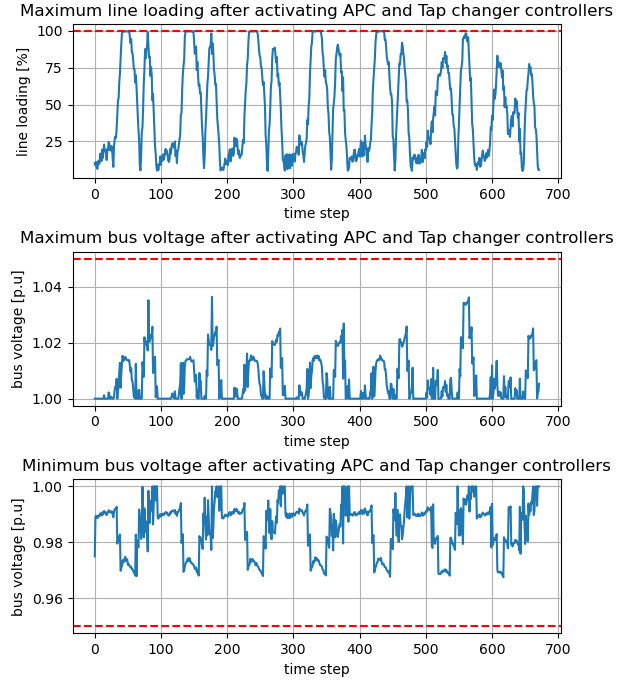 Maximum line loading after activating APC and Tap changer controllers
line loading [%]
100
75
50
25
0 100 200 300 400 500 600 700
time step
Maximum bus voltage after activating APC and Tap changer controllers
bus voltage [p.u]
1.04
1.02
1.00
0 100 200 300 400 500 600 700
time step
Minimum bus voltage after activating APC and Tap changer controllers
bus voltage [p.u]
1.00
0.98
0.96
0 100 200 300 400 500 600 700
time step